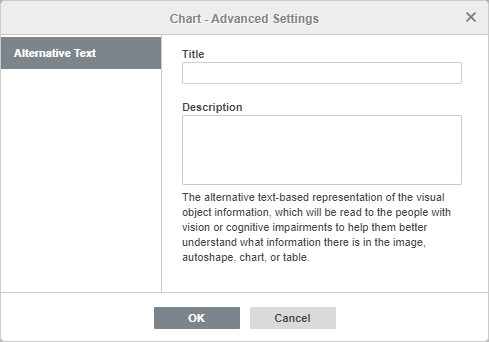 Chart - Advanced Settings
Alternative Text
Title
Description
The alternative text-based representation of the visual
object information, which will be read to the people with
vision or cognitive impairments to help them better
understand what information there is in the image,
autoshape, chart, or table.
OK
Cancel